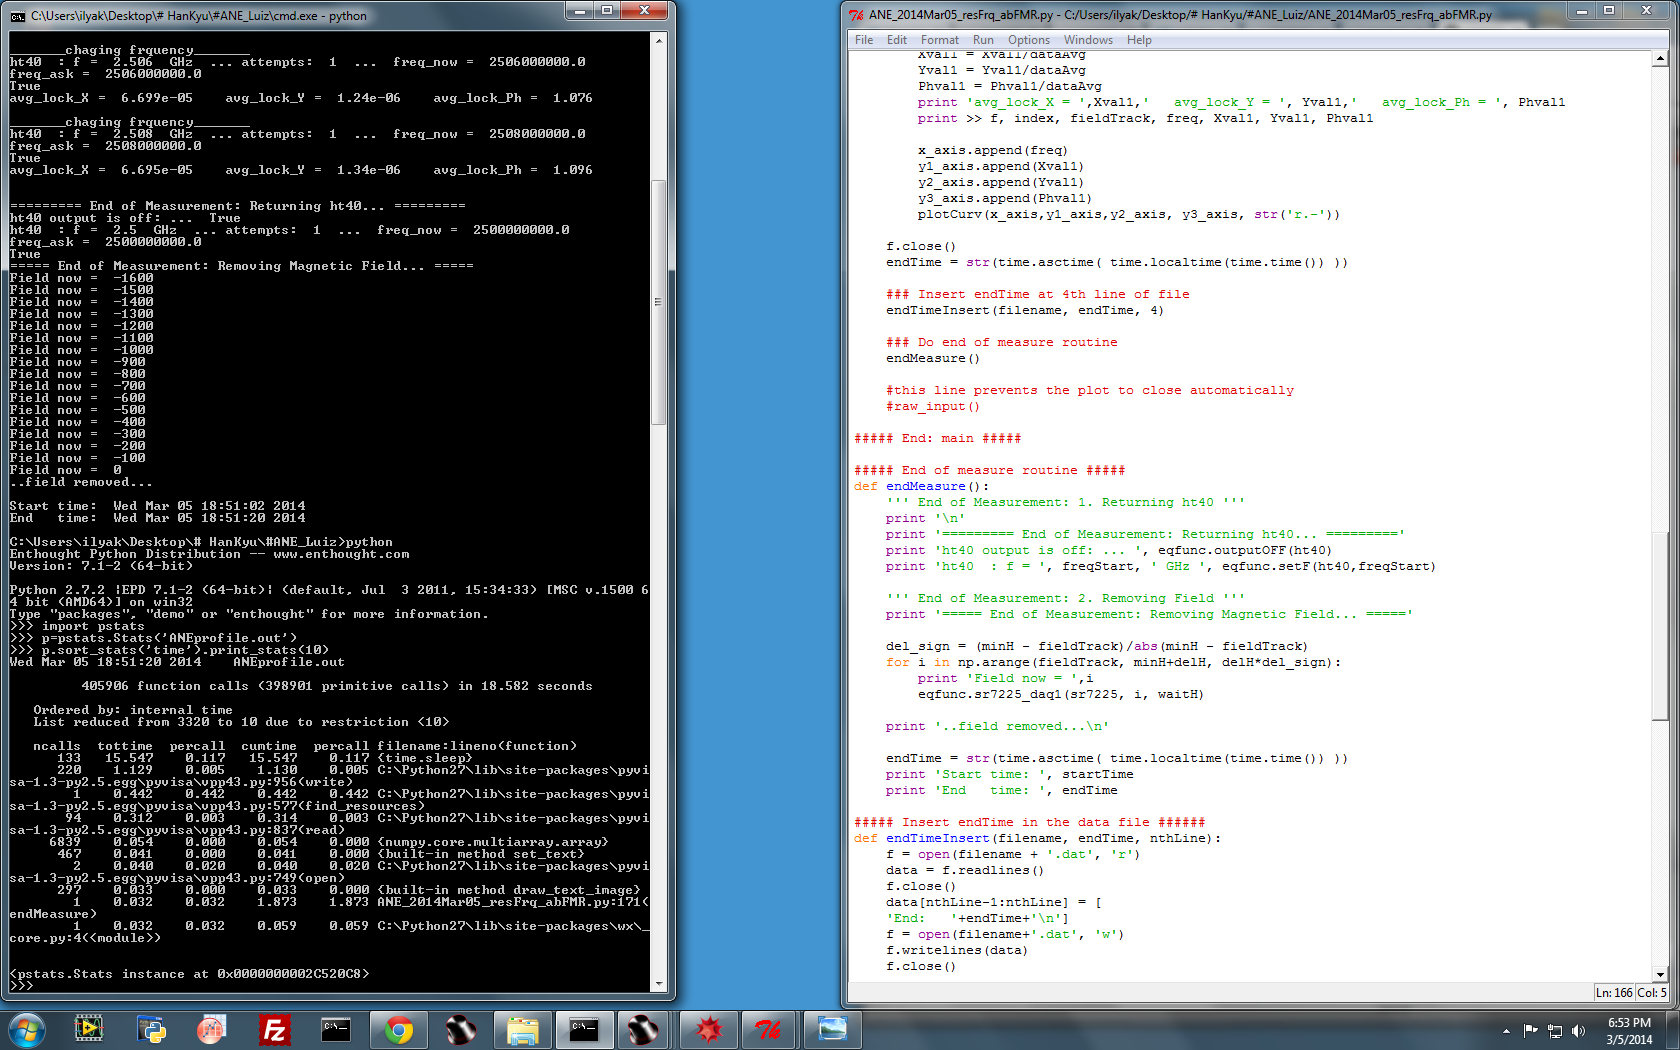 C:\Users\ilyak\Desktop\# HanKyu\#ANE_Luiz\cmd.exe - python
_______chaging frquency_______
ht40  : f =  2.506  GHz  ... attempts:  1  ...  freq_now =  2506000000.0
freq_ask =  2506000000.0
True
avg_lock_X =  6.699e-05    avg_lock_Y =  1.24e-06    avg_lock_Ph =  1.076
_______chaging frquency_______
ht40  : f =  2.508  GHz  ... attempts:  1  ...  freq_now =  2508000000.0
freq_ask =  2508000000.0
True
avg_lock_X =  6.695e-05    avg_lock_Y =  1.34e-06    avg_lock_Ph =  1.096
========= End of Measurement: Returning ht40... =========
ht40 output is off: ...  True
ht40  : f =  2.5  GHz  ... attempts:  1  ...  freq_now =  2500000000.0
freq_ask =  2500000000.0
True
===== End of Measurement: Removing Magnetic Field... =====
Field now =  -1600
Field now =  -1500
Field now =  -1400
Field now =  -1300
Field now =  -1200
Field now =  -1100
Field now =  -1000
Field now =  -900
Field now =  -800
Field now =  -700
Field now =  -600
Field now =  -500
Field now =  -400
Field now =  -300
Field now =  -200
Field now =  -100
Field now =  0
..field removed...
Start time:  Wed Mar 05 18:51:02 2014
End   time:  Wed Mar 05 18:51:20 2014
C:\Users\ilyak\Desktop\# HanKyu\#ANE_Luiz>python
Enthought Python Distribution -- www.enthought.com
Version: 7.1-2 (64-bit)
Python 2.7.2 |EPD 7.1-2 (64-bit)| (default, Jul  3 2011, 15:34:33) [MSC v.1500 6
4 bit (AMD64)] on win32
Type "packages", "demo" or "enthought" for more information.
>>> import pstats
>>> p=pstats.Stats('ANEprofile.out')
>>> p.sort_stats('time').print_stats(10)
Wed Mar 05 18:51:20 2014    ANEprofile.out
405906 function calls (398901 primitive calls) in 18.582 seconds
Ordered by: internal time
List reduced from 3320 to 10 due to restriction <10>
ncalls  tottime  percall  cumtime  percall filename:lineno(function)
133   15.547    0.117   15.547    0.117 {time.sleep}
220    1.129    0.005    1.130    0.005 C:\Python27\lib\site-packages\pyvi
sa-1.3-py2.5.egg\pyvisa\vpp43.py:956(write)
1    0.442    0.442    0.442    0.442 C:\Python27\lib\site-packages\pyvi
sa-1.3-py2.5.egg\pyvisa\vpp43.py:577(find_resources)
94    0.312    0.003    0.314    0.003 C:\Python27\lib\site-packages\pyvi
sa-1.3-py2.5.egg\pyvisa\vpp43.py:837(read)
6839    0.054    0.000    0.054    0.000 {numpy.core.multiarray.array}
467    0.041    0.000    0.041    0.000 {built-in method set_text}
2    0.040    0.020    0.040    0.020 C:\Python27\lib\site-packages\pyvi
sa-1.3-py2.5.egg\pyvisa\vpp43.py:749(open)
297    0.033    0.000    0.033    0.000 {built-in method draw_text_image}
1    0.032    0.032    1.873    1.873 ANE_2014Mar05_resFrq_abFMR.py:171(
endMeasure)
1    0.032    0.032    0.059    0.059 C:\Python27\lib\site-packages\wx\_
core.py:4(<module>)
<pstats.Stats instance at 0x0000000002C520C8>
>>>
ANE_2014Mar05_resFrq_abFMR.py - C:/Users/ilyak/Desktop/# HanKyu/#ANE_Luiz/ANE_2014Mar05_resFrq_abFMR.py
File Edit Format Run Options Windows Help
Xval1 = Xval1/dataAvg
Yval1 = Yval1/dataAvg
Phval1 = Phval1/dataAvg
print 'avg_lock_X = ',Xval1,'   avg_lock_Y = ', Yval1,'   avg_lock_Ph = ', Phval1
print >> f, index, fieldTrack, freq, Xval1, Yval1, Phval1
x_axis.append(freq)
y1_axis.append(Xval1)
y2_axis.append(Yval1)
y3_axis.append(Phval1)
plotCurv(x_axis,y1_axis,y2_axis, y3_axis, str('r.-'))
f.close()
endTime = str(time.asctime( time.localtime(time.time()) ))
### Insert endTime at 4th line of file
endTimeInsert(filename, endTime, 4)
### Do end of measure routine
endMeasure()
#this line prevents the plot to close automatically
#raw_input()
##### End: main #####
##### End of measure routine #####
def endMeasure():
''' End of Measurement: 1. Returning ht40 '''
print '\n'
print '========= End of Measurement: Returning ht40... ========='
print 'ht40 output is off: ... ', eqfunc.outputOFF(ht40)
print 'ht40  : f = ', freqStart, ' GHz ', eqfunc.setF(ht40,freqStart)
''' End of Measurement: 2. Removing Field '''
print '===== End of Measurement: Removing Magnetic Field... ====='
del_sign = (minH - fieldTrack)/abs(minH - fieldTrack)
for i in np.arange(fieldTrack, minH+delH, delH*del_sign):
print 'Field now = ',i
eqfunc.sr7225_daq1(sr7225, i, waitH)
print '..field removed...\n'
endTime = str(time.asctime( time.localtime(time.time()) ))
print 'Start time: ', startTime
print 'End   time: ', endTime
##### Insert endTime in the data file ######
def endTimeInsert(filename, endTime, nthLine):
f = open(filename + '.dat', 'r')
data = f.readlines()
f.close()
data[nthLine-1:nthLine] = [
'End:   '+endTime+'\n']
f = open(filename+'.dat', 'w')
f.writelines(data)
f.close()
Ln: 166 Col: 5
6:53 PM
3/5/2014